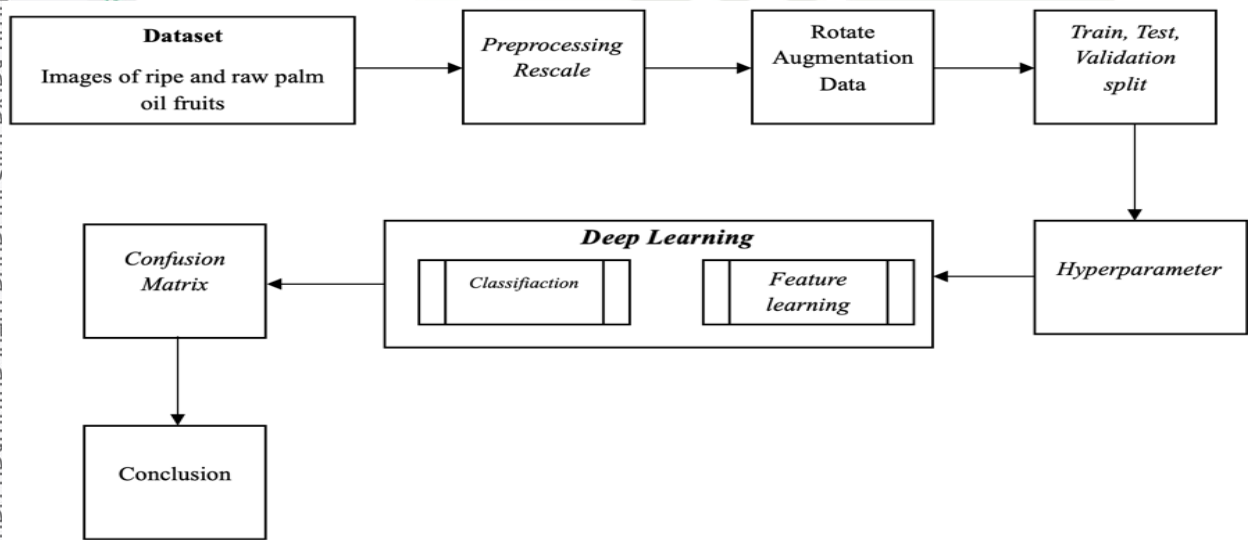 Dataset
Images of ripe and raw palm
oil fruits
Preprocessing
Rescale
Rotate
Augmentation
Data
Train, Test,
Validation
split
Hyperparameter
Deep Learning
Feature
learning
Classifiaction
Confusion
Matrix
Conclusion